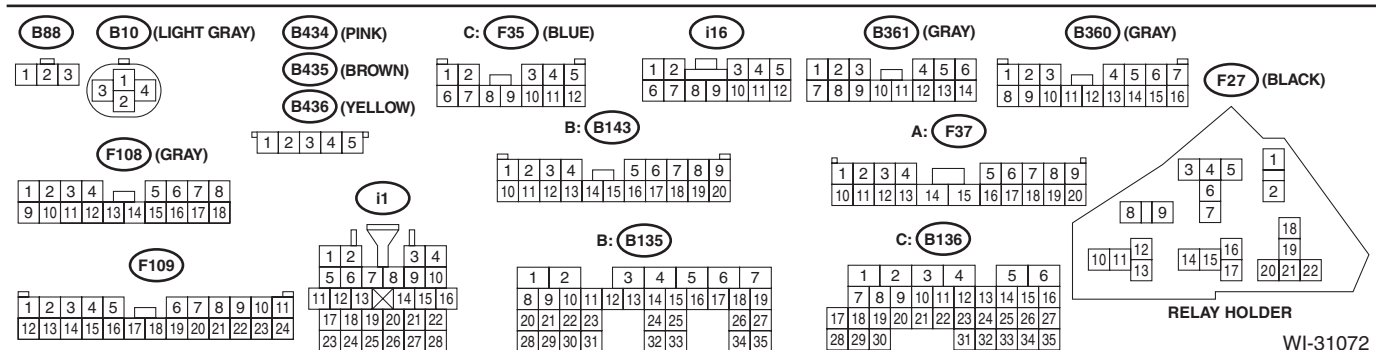 B88
1 2 3
B10 (LIGHT GRAY)
1
3 4
2
B434 (PINK)
B435 (BROWN)
B436 (YELLOW)
1 2 3 4 5
C: F35 (BLUE)
1 2 3 4 5
6 7 8 9 10 11 12
i16
1 2 3 4 5
6 7 8 9 10 11 12
B361 (GRAY)
1 2 3 4 5 6
7 8 9 10 11 12 13 14
B360 (GRAY)
1 2 3 4 5 6 7
8 9 10 11 12 13 14 15 16
F27 (BLACK)
1
3 4 5
2
6
7
8 9
18
12 16 19
10 11 14 15
13 17 20 21 22
RELAY HOLDER
F108 (GRAY)
1 2 3 4 5 6 7 8
9 10 11 12 13 14 15 16 17 18
B: B143
1 2 3 4 5 6 7 8 9
10 11 12 13 14 15 16 17 18 19 20
A: F37
1 2 3 4 5 6 7 8 9
10 11 12 13 14 15 16 17 18 19 20
F109
1 2 3 4 5 6 7 8 9 10 11
12 13 14 15 16 17 18 19 20 21 22 23 24
i1
1 2 3 4
5 6 7 8 9 10
11 12 13 14 15 16
17 18 19 20 21 22
23 24 25 26 27 28
B: B135
1 2 3 4 5 6 7
8 9 10 11 12 13 14 15 16 17 18 19
20 21 22 23 24 25 26 27
28 29 30 31 32 33 34 35
C: B136
1 2 3 4 5 6
7 8 9 10 11 12 13 14 15 16
17 18 19 20 21 22 23 24 25 26 27
28 29 30 31 32 33 34 35
WI-31072